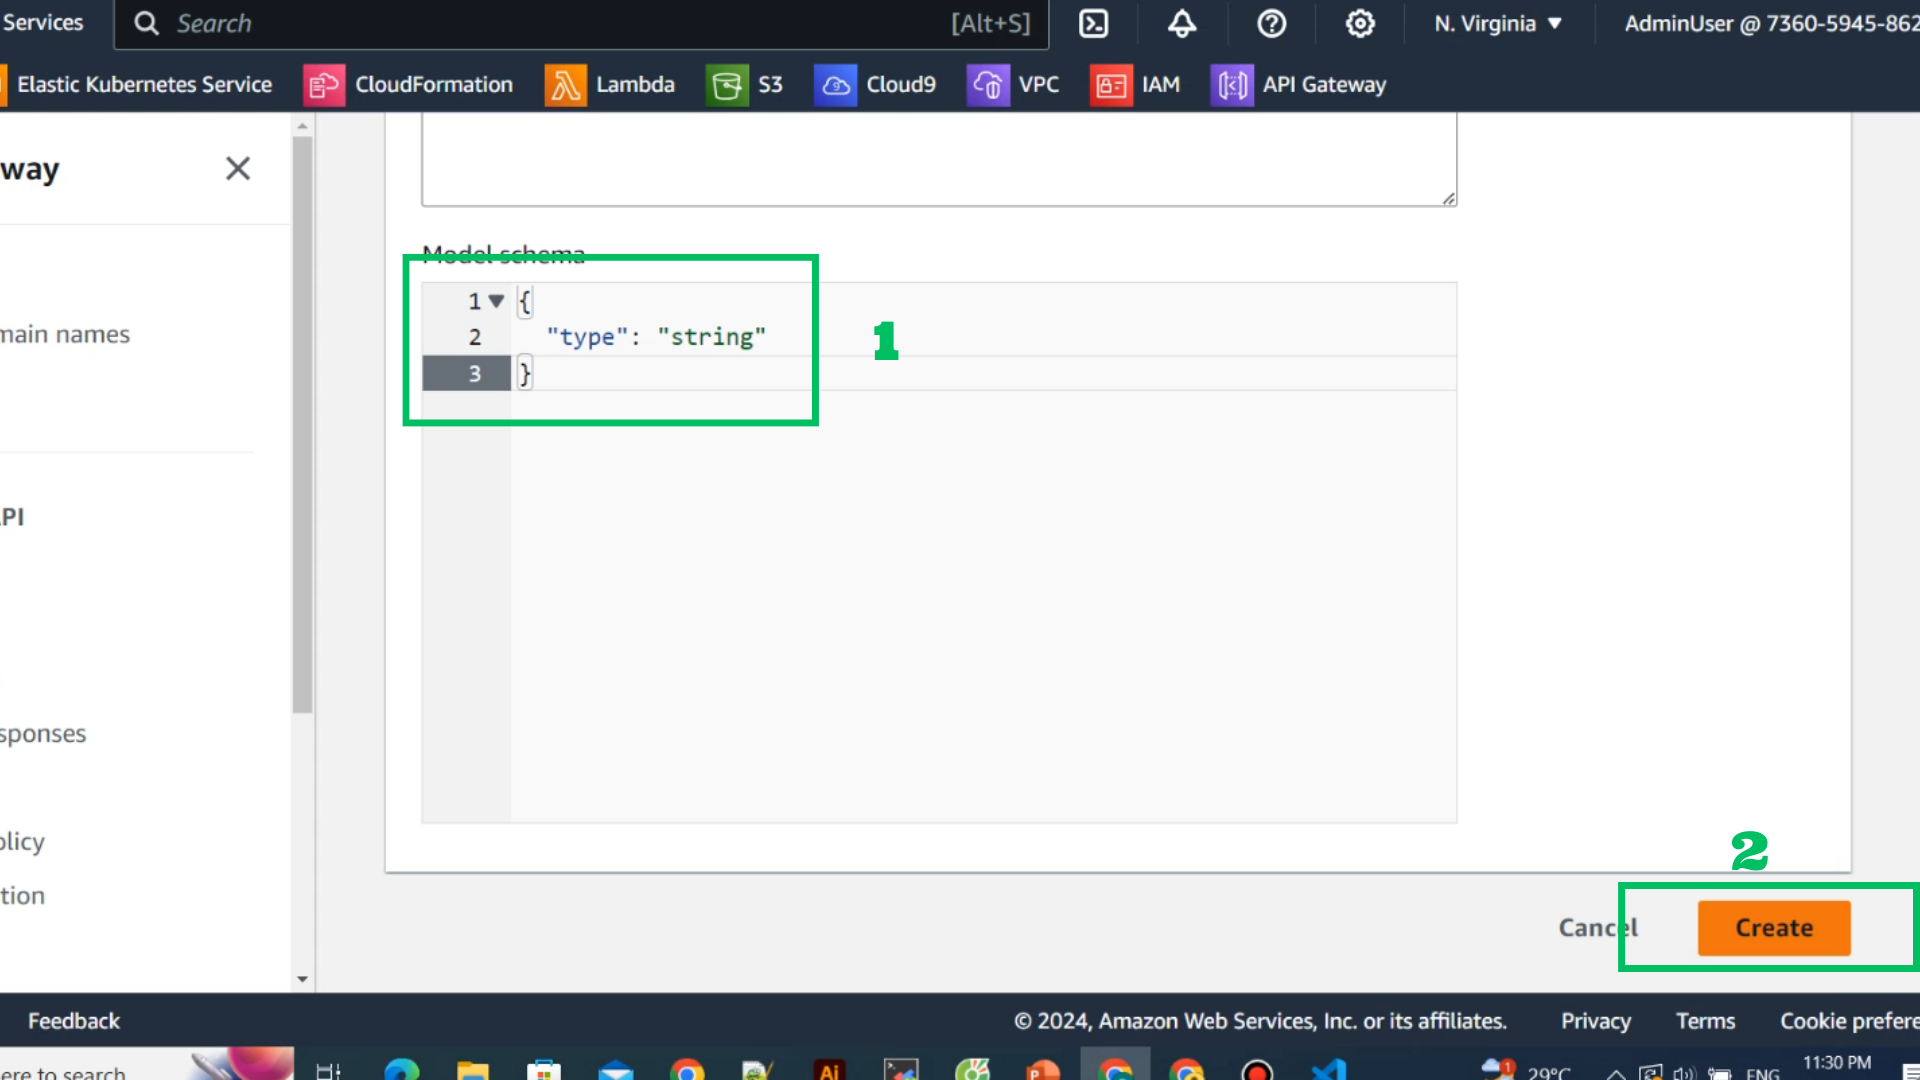 Services
Search
[Alt+S]
N. Virginia
AdminUser @ 7360-5945-862
Elastic Kubernetes Service
CloudFormation
Lambda
S3
Cloud9
VPC
IAM
API Gateway
way
main names
PI
sponses
olicy
tion
Model schema
1 {
2 "type": "string"
3 }
1
2
Cancel
Create
Feedback
© 2024, Amazon Web Services, Inc. or its affiliates.
Privacy
Terms
Cookie prefere
ere to search
Ai
29°C
ENG
11:30 PM